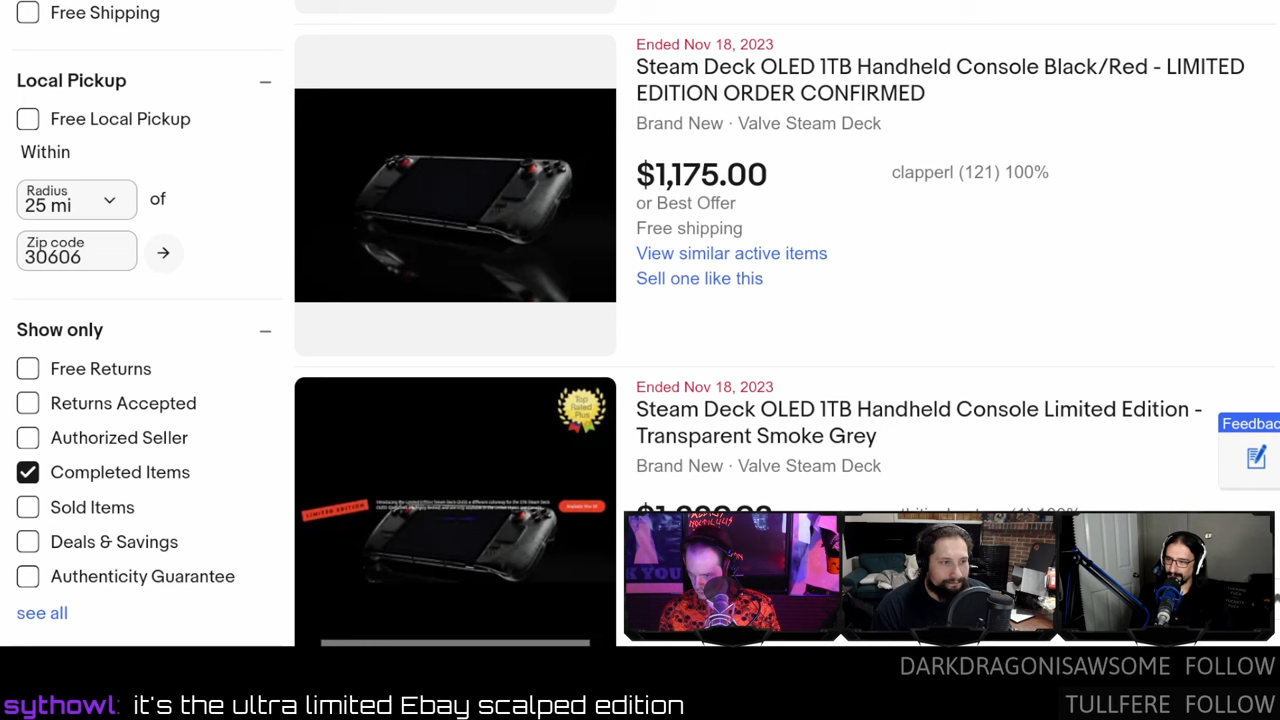 Free Shipping
Local Pickup
Free Local Pickup
Within
Radius
25 mi
of
Zip code
30606
Show only
Free Returns
Returns Accepted
Authorized Seller
Completed Items
Sold Items
Deals & Savings
Authenticity Guarantee
see all
Ended Nov 18, 2023
Steam Deck OLED 1TB Handheld Console Black/Red - LIMITED
EDITION ORDER CONFIRMED
Brand New · Valve Steam Deck
$1,175.00
clapperl (121) 100%
or Best Offer
Free shipping
View similar active items
Sell one like this
Top
Rated
Plus
LIMITED EDITION
Ended Nov 18, 2023
Steam Deck OLED 1TB Handheld Console Limited Edition -
Transparent Smoke Grey
Brand New · Valve Steam Deck
Feedbac
DARKDRAGONISAWSOME FOLLOW
TULLFERE FOLLOW
sythowl: it's the ultra limited Ebay scalped edition